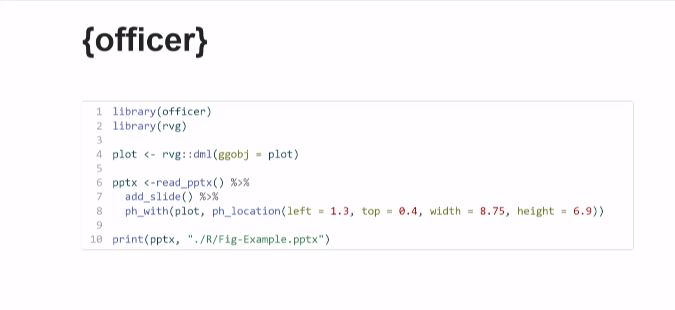 {officer}
1 library(officer)
2 library(rvg)
3
4 plot <- rvg::dml(ggobj = plot)
5
6 pptx <-read_pptx() %>%
7 add_slide() %>%
8 ph_with(plot, ph_location(left = 1.3, top = 0.4, width = 8.75, height = 6.9))
9
10 print(pptx, "./R/Fig-Example.pptx")